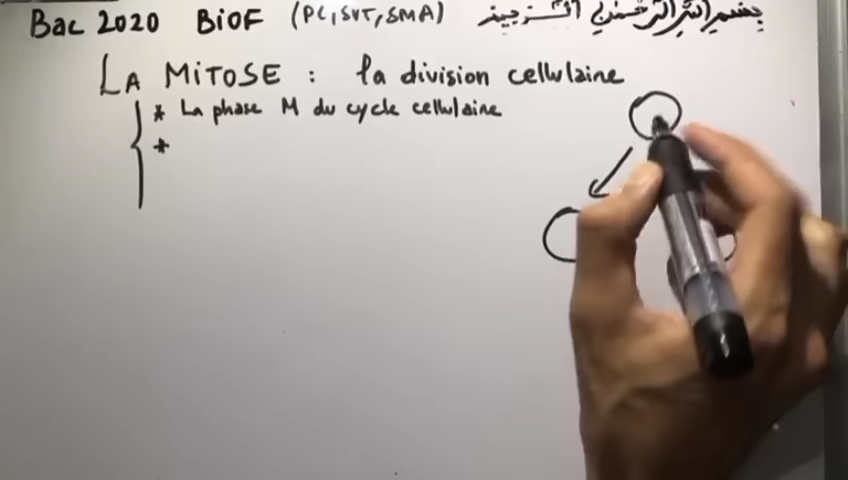 Bac 2020 BiOF (PC, SVT, SMA) بسم الله الرحمن الرحيم
LA MiTOSE : la division cellulaire
* La phase M du cycle cellulaire
*